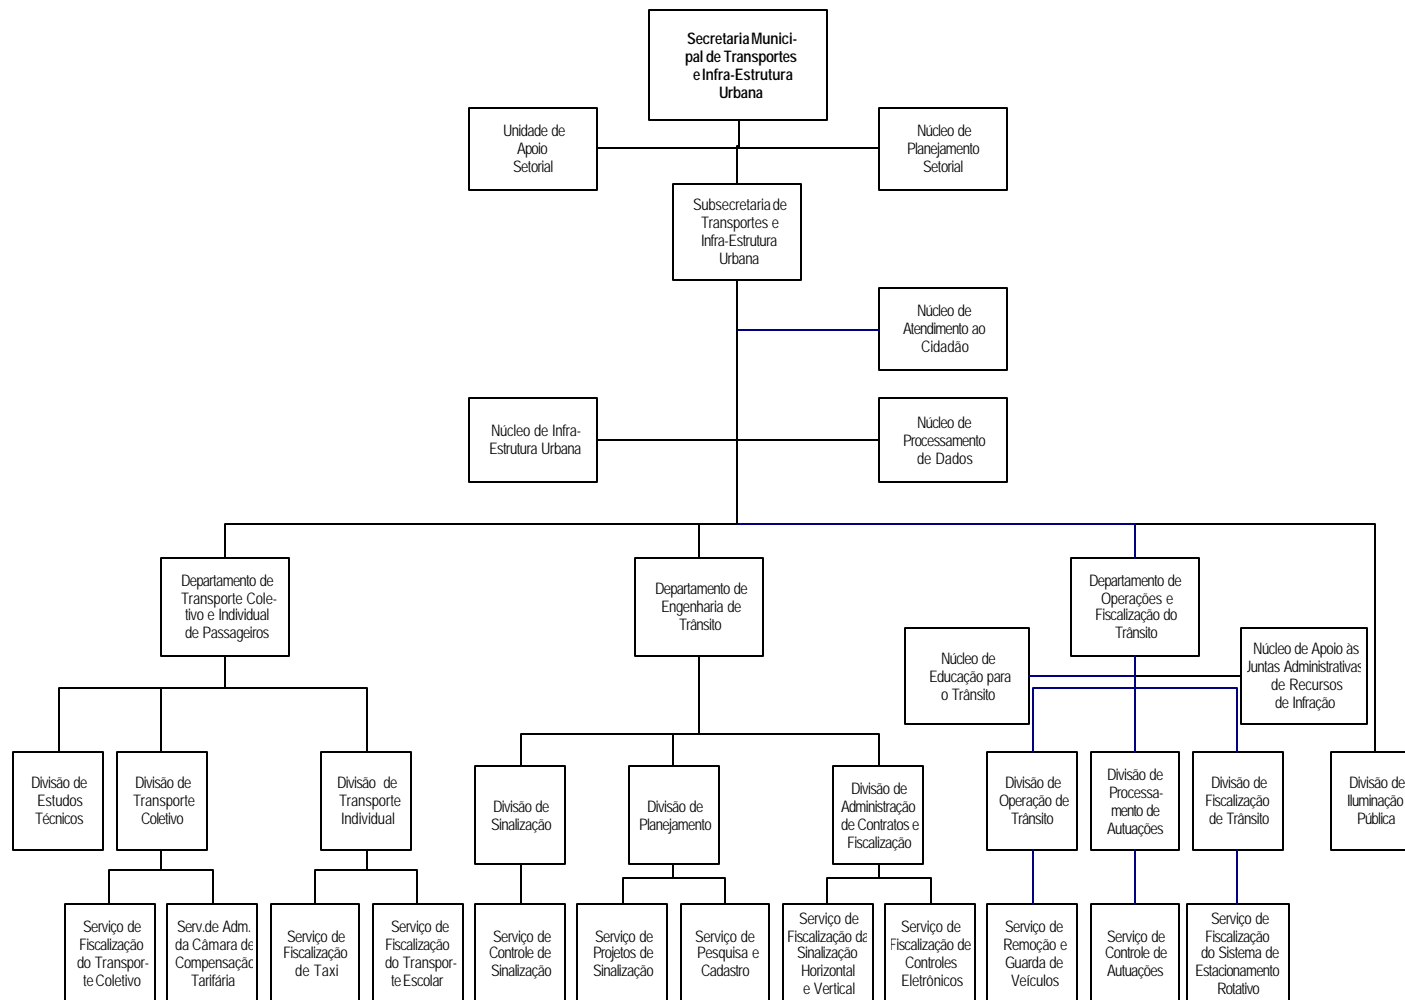 Secretaria Munici-
pal de Transportes
e Infra-Estrutura
Urbana
Unidade de
Apoio
Setorial
Núcleo de
Planejamento
Setorial
Subsecretaria de
Transportes e
Infra-Estrutura
Urbana
Núcleo de
Atendimento ao
Cidadão
Núcleo de Infra-
Estrutura Urbana
Núcleo de
Processamento
de Dados
Departamento de
Transporte Cole-
tivo e Individual
de Passageiros
Departamento de
Engenharia de
Trânsito
Departamento de
Operações e
Fiscalização do
Trânsito
Núcleo de
Educação para
o Trânsito
Núcleo de Apoio às
Juntas Administrativas
de Recursos
de Infração
Divisão de
Estudos
Técnicos
Divisão de
Transporte
Coletivo
Divisão de
Transporte
Individual
Divisão de
Sinalização
Divisão de
Planejamento
Divisão de
Administração
de Contratos e
Fiscalização
Divisão de
Operação de
Trânsito
Divisão de
Processa-
mento de
Autuações
Divisão de
Fiscalização
de Trânsito
Divisão de
Iluminação
Pública
Serviço de
Fiscalização
do Transpor-
te Coletivo
Serv.de Adm.
da Câmara de
Compensação
Tarifária
Serviço de
Fiscalização
de Taxi
Serviço de
Fiscalização
do Transpor-
te Escolar
Serviço de
Controle de
Sinalização
Serviço de
Projetos de
Sinalização
Serviço de
Pesquisa e
Cadastro
Serviço de
Fiscalização da
Sinalização
Horizontal
e Vertical
Serviço de
Fiscalização de
Controles
Eletrônicos
Serviço de
Remoção e
Guarda de
Veículos
Serviço de
Controle de
Autuações
Serviço de
Fiscalização
do Sistema de
Estacionamento
Rotativo